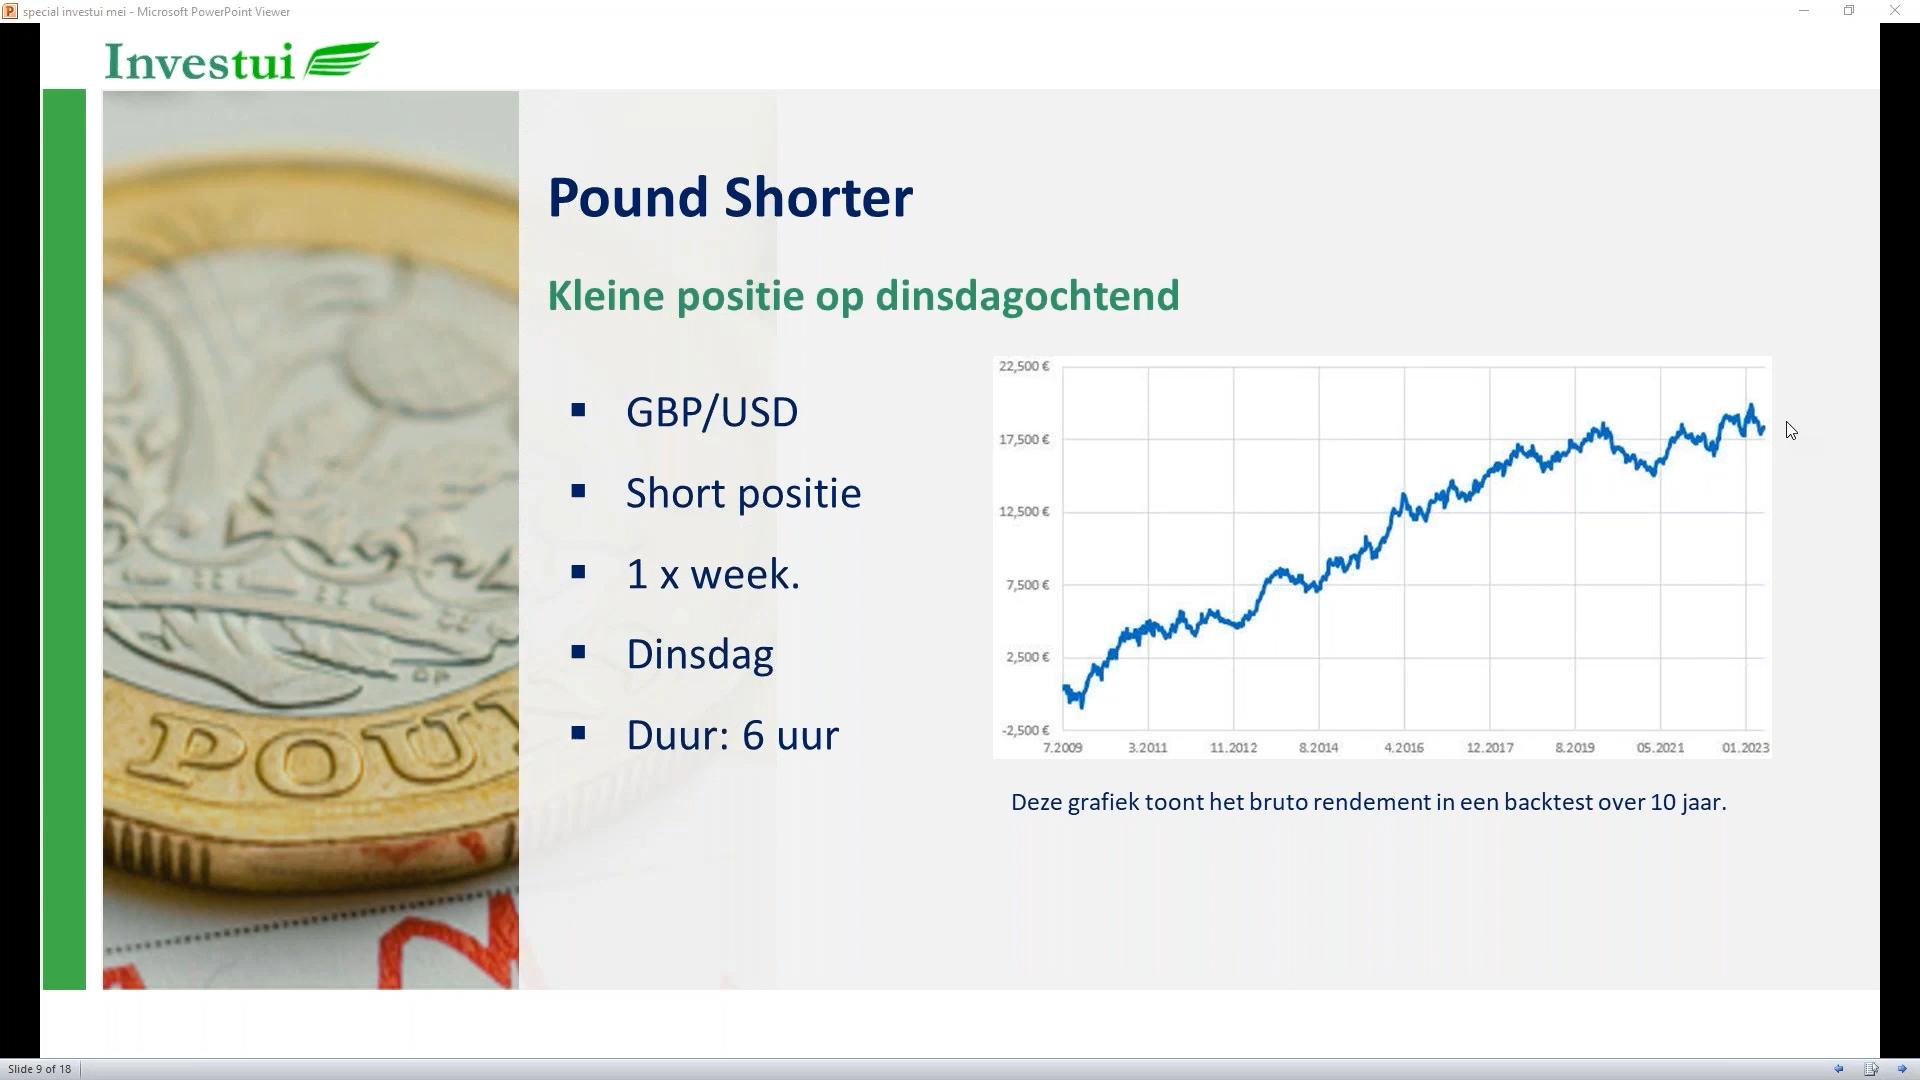 special investui mei - Microsoft PowerPoint Viewer
Investui
Pound Shorter
Kleine positie op dinsdagochtend
GBP/USD
Short positie
1 x week.
Dinsdag
Duur: 6 uur
22,500 €
17,500 €
12,500 €
7,500 €
2,500 €
-2,500 €
7.2009 3.2011 11.2012 8.2014 4.2016 12.2017 8.2019 05.2021 01.2023
Deze grafiek toont het bruto rendement in een backtest over 10 jaar.
POU
Slide 9 of 18